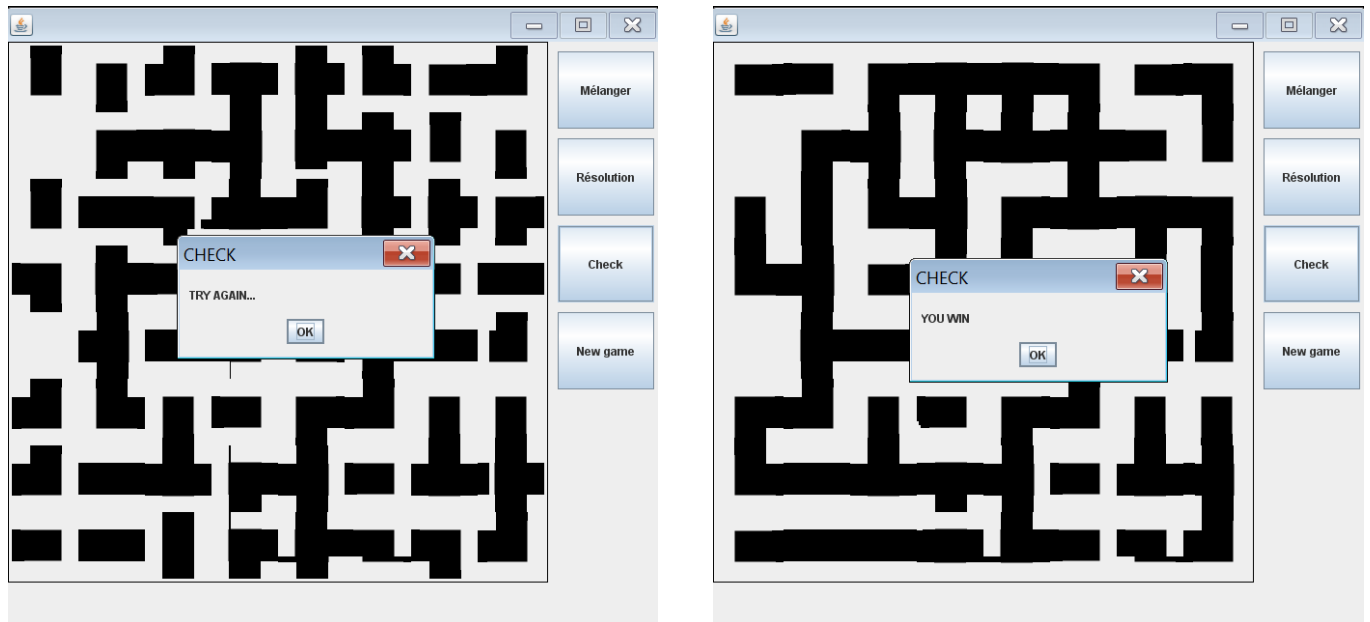 Mélanger
Résolution
CHECK
TRY AGAIN...
OK
Check
New game
Mélanger
Résolution
CHECK
YOU WIN
OK
Check
New game